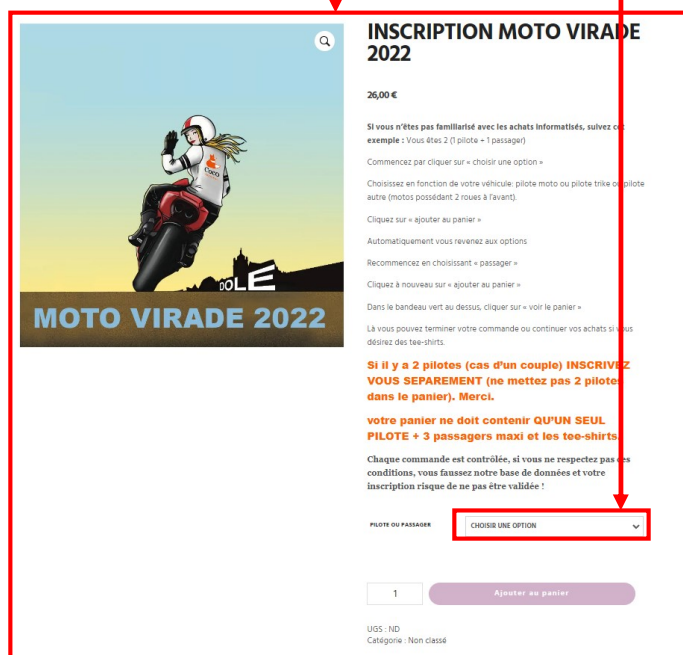 INSCRIPTION MOTO VIRADE
2022
26,00 €
Si vous n'êtes pas familiarisé avec les achats informatisés, suivez cet
exemple : Vous êtes 2 (1 pilote + 1 passager)
Commencez par cliquer sur « choisir une option »
Choisissez en fonction de votre véhicule: pilote moto ou pilote trike ou pilote
autre (motos possédant 2 roues à l'avant).
Cliquez sur « ajouter au panier »
Automatiquement vous revenez aux options
Recommencez en choisissant « passager »
Cliquez à nouveau sur « ajouter au panier »
Dans le bandeau vert au dessus, cliquer sur « voir le panier »
Là vous pouvez terminer votre commande ou continuer vos achats si vous
désirez des tee-shirts.
Si il y a 2 pilotes (cas d'un couple) INSCRIVEZ
VOUS SEPAREMENT (ne mettez pas 2 pilotes
dans le panier). Merci.
votre panier ne doit contenir QU'UN SEUL
PILOTE + 3 passagers maxi et les tee-shirts.
Chaque commande est contrôlée, si vous ne respectez pas ces
conditions, vous faussez notre base de données et votre
inscription risque de ne pas être validée !
PILOTE OU PASSAGER
CHOISIR UNE OPTION
1
Ajouter au panier
UGS : ND
Catégorie : Non classé
Coco
DOLE
MOTO VIRADE 2022